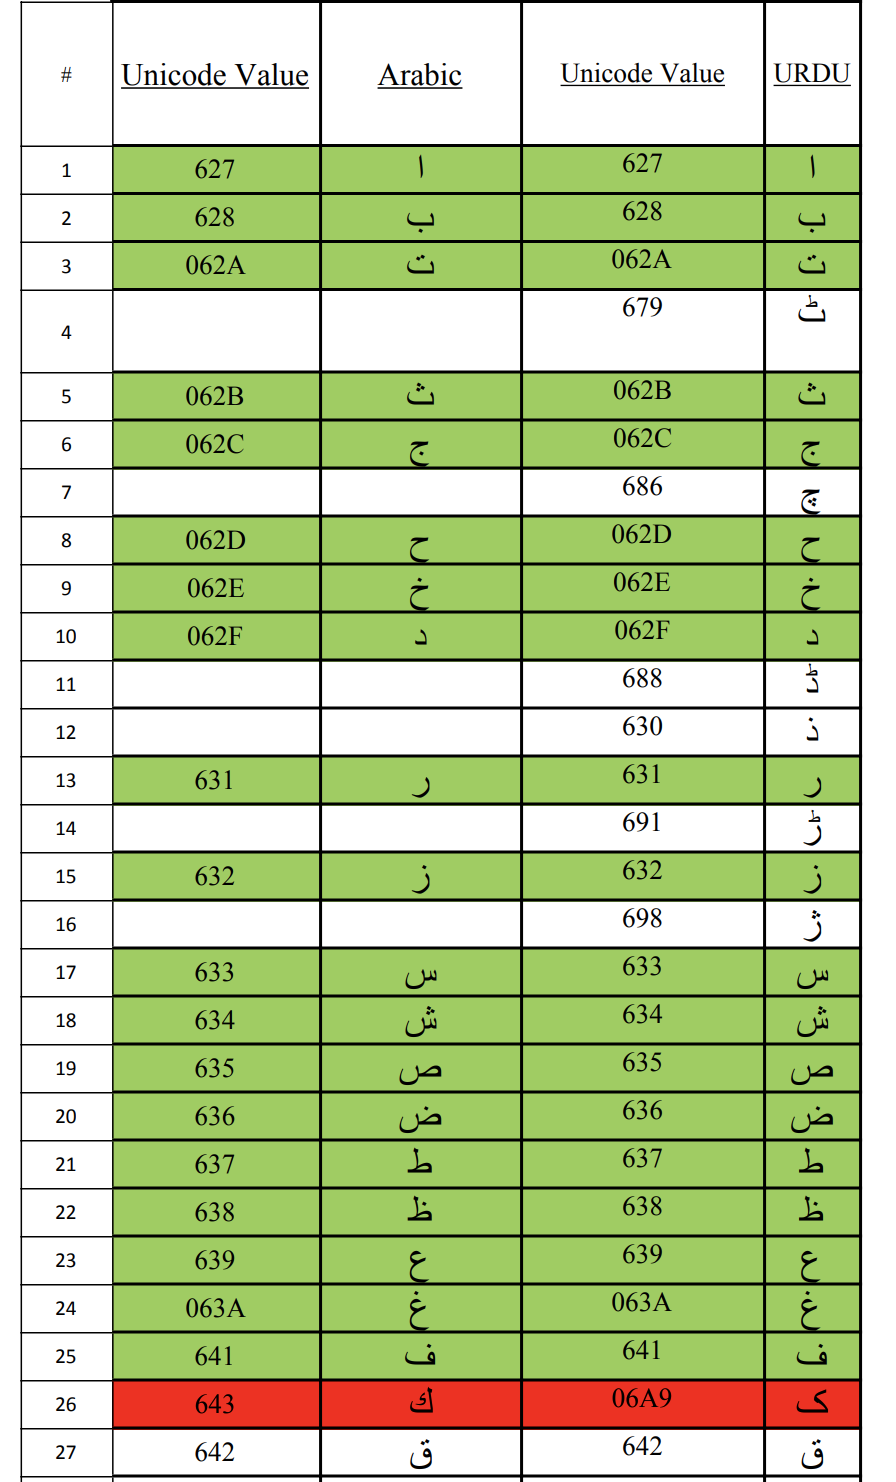 # Unicode Value Arabic Unicode Value URDU
1 627 ا 627 ا
2 628 ب 628 ب
3 062A ت 062A ت
4 679 ٹ
5 062B ث 062B ث
6 062C ج 062C ج
7 686 چ
8 062D ح 062D ح
9 062E خ 062E خ
10 062F د 062F د
11 688 ڈ
12 630 ذ
13 631 ر 631 ر
14 691 ڑ
15 632 ز 632 ز
16 698 ژ
17 633 س 633 س
18 634 ش 634 ش
19 635 ص 635 ص
20 636 ض 636 ض
21 637 ط 637 ط
22 638 ظ 638 ظ
23 639 ع 639 ع
24 063A غ 063A غ
25 641 ف 641 ف
26 643 ك 06A9 ک
27 642 ق 642 ق